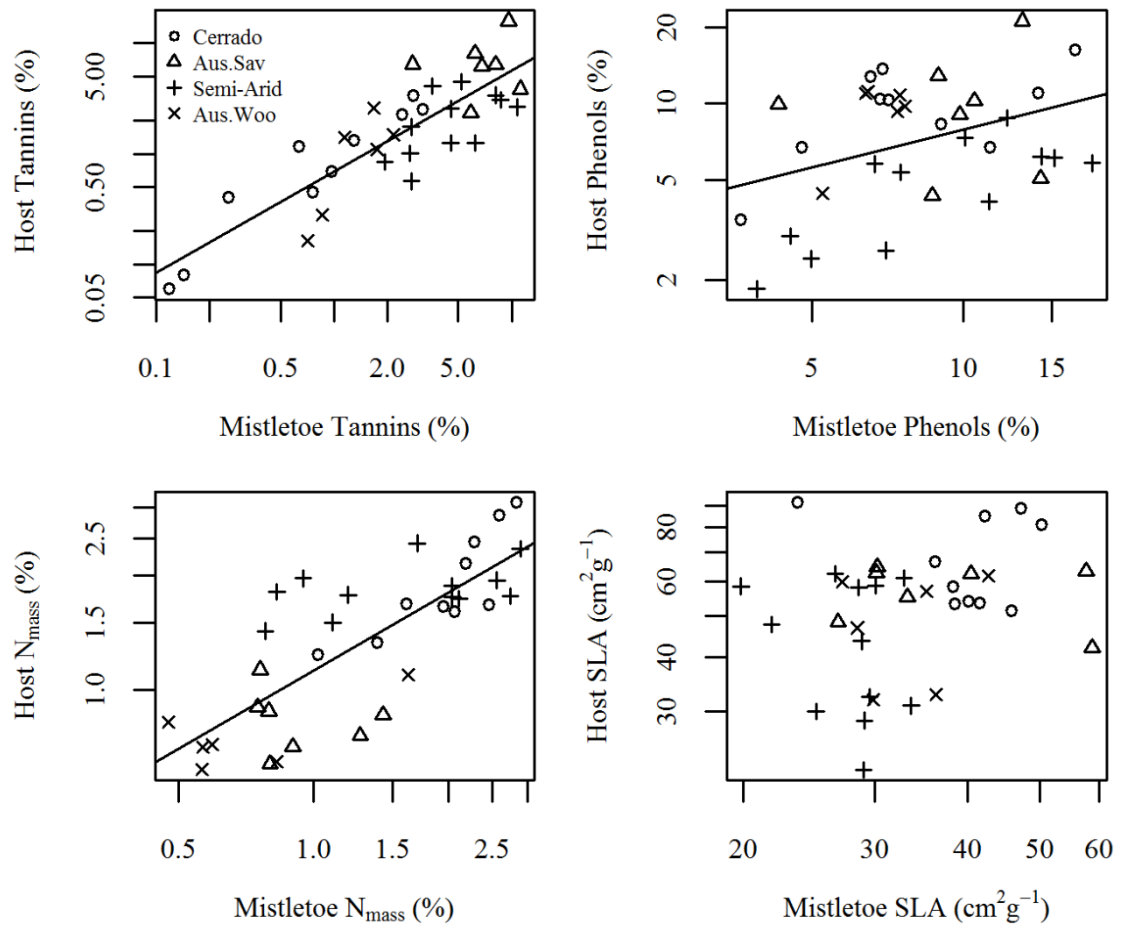 Host Tannins (%)
5.00
0.50
0.05
Cerrado
Aus.Sav
Semi-Arid
Aus.Woo
0.1 0.5 2.0 5.0
Mistletoe Tannins (%)
Host Phenols (%)
20
10
5
2
5 10 15
Mistletoe Phenols (%)
Host N_mass (%)
2.5
1.5
1.0
0.5 1.0 1.5 2.5
Mistletoe N_mass (%)
Host SLA (cm²g⁻¹)
80
60
40
30
20 30 40 50 60
Mistletoe SLA (cm²g⁻¹)